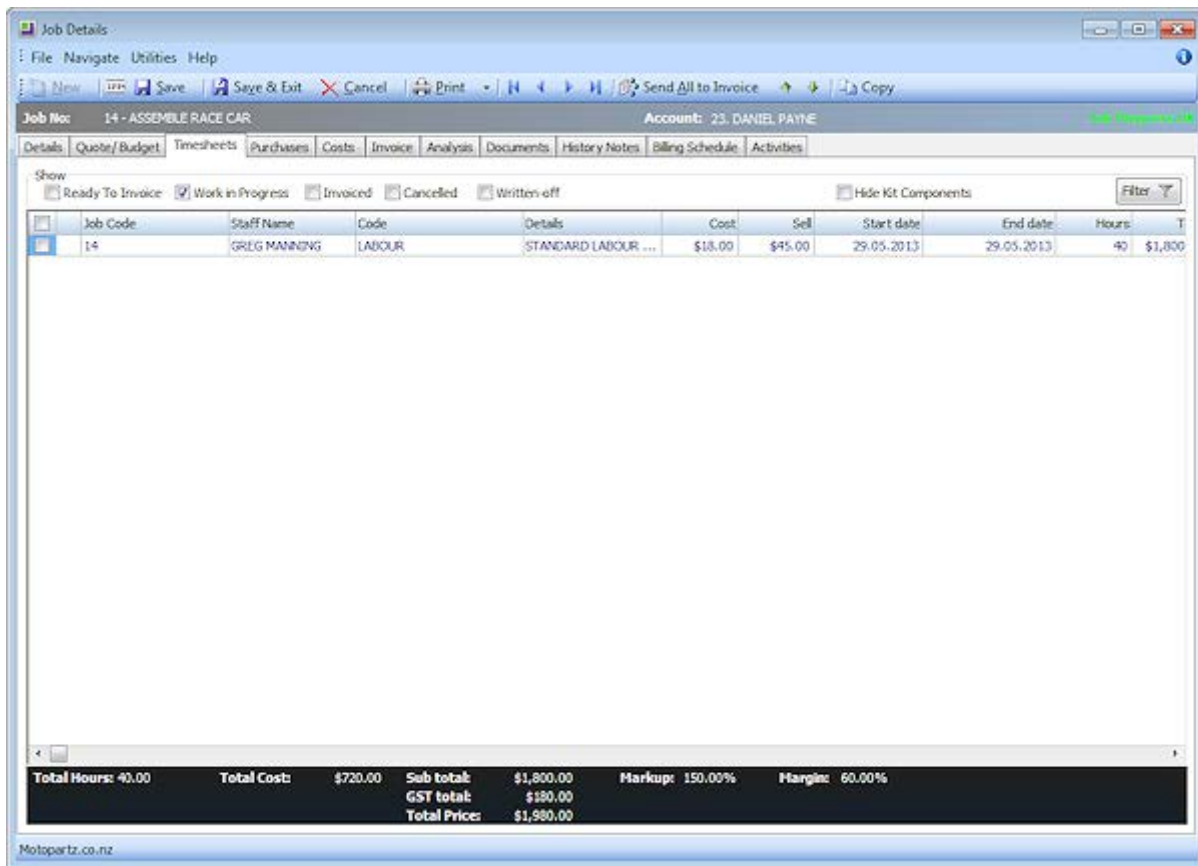 Job Details
File Navigate Utilities Help
New Save Save & Exit Cancel Print Send All to Invoice Copy
Job No: 14 - ASSEMBLE RACE CAR Account: 23. DANIEL PAYNE
Details Quote/Budget Timesheets Purchases Costs Invoice Analysis Documents History Notes Billing Schedule Activities
Show
Ready To Invoice Work in Progress Invoiced Cancelled Written-off Hide Kit Components Filter
Job Code Staff Name Code Details Cost Sell Start date End date Hours T
14 GREG MANNING LABOUR STANDARD LABOUR ... $18.00 $45.00 29.05.2013 29.05.2013 40 $1,800
Total Hours: 40.00 Total Cost: $720.00 Sub total: $1,800.00 Markup: 150.00% Margin: 60.00%
GST total: $180.00
Total Price: $1,980.00
Motopartz.co.nz